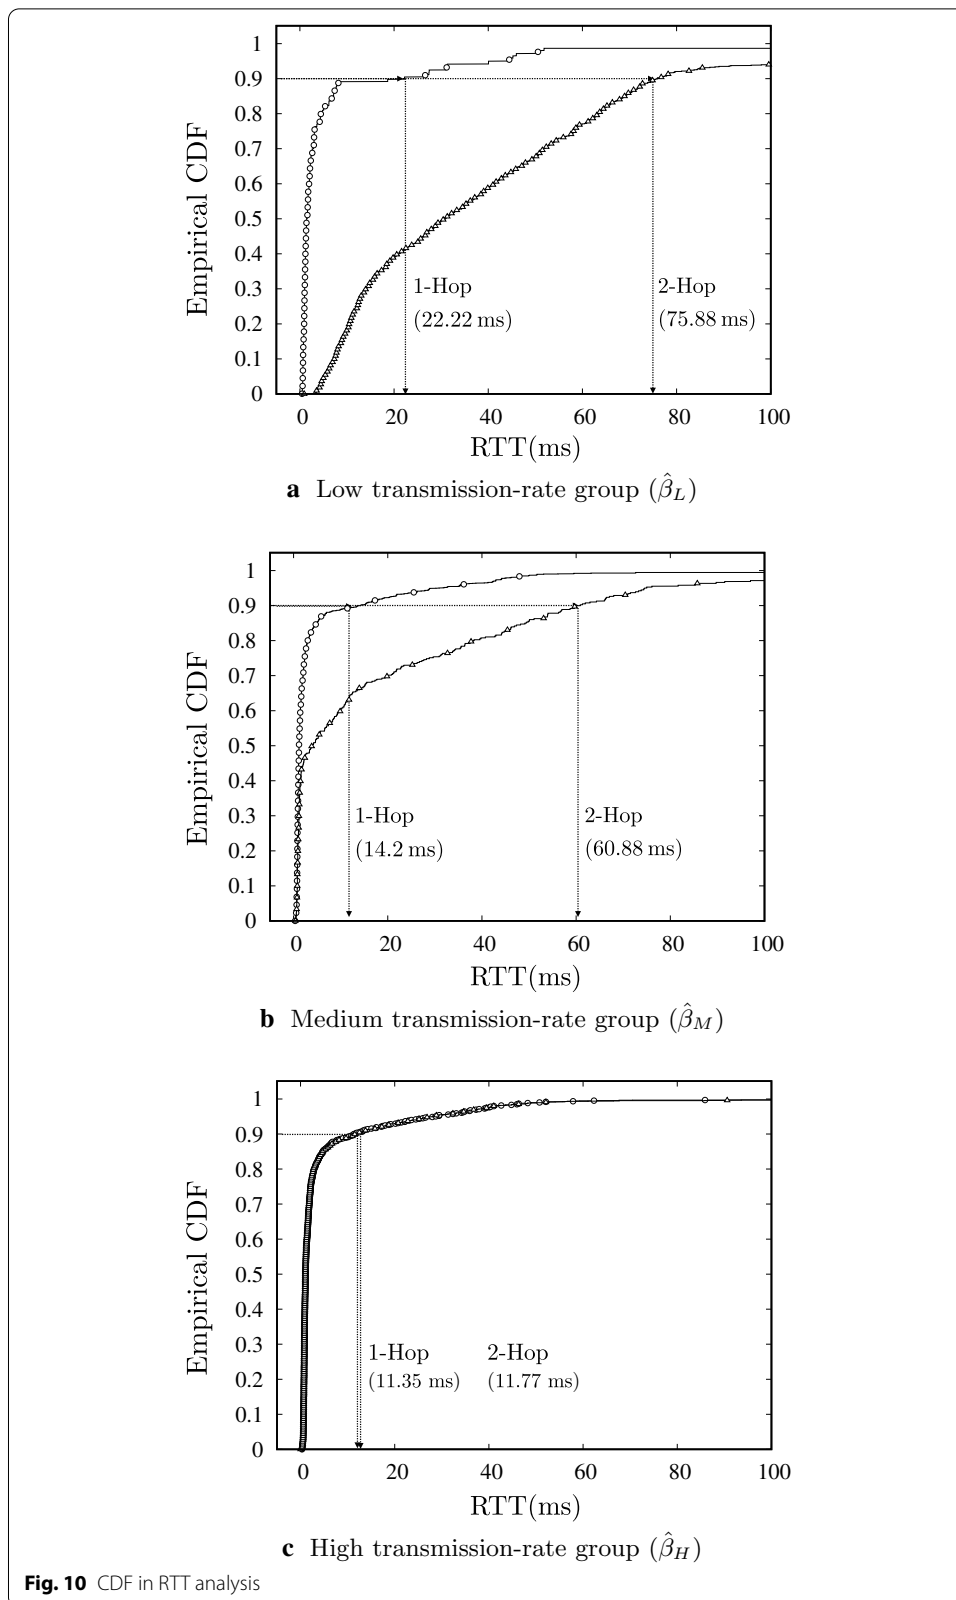 1
0.9
0.8
0.7
0.6
0.5
0.4
0.3
0.2
0.1
0
Empirical CDF
1-Hop
(22.22 ms)
2-Hop
(75.88 ms)
0 20 40 60 80 100
RTT(ms)
a Low transmission-rate group (β̂_L)
1
0.9
0.8
0.7
0.6
0.5
0.4
0.3
0.2
0.1
0
Empirical CDF
1-Hop
(14.2 ms)
2-Hop
(60.88 ms)
0 20 40 60 80 100
RTT(ms)
b Medium transmission-rate group (β̂_M)
1
0.9
0.8
0.7
0.6
0.5
0.4
0.3
0.2
0.1
0
Empirical CDF
1-Hop
(11.35 ms)
2-Hop
(11.77 ms)
0 20 40 60 80 100
RTT(ms)
c High transmission-rate group (β̂_H)
Fig. 10 CDF in RTT analysis